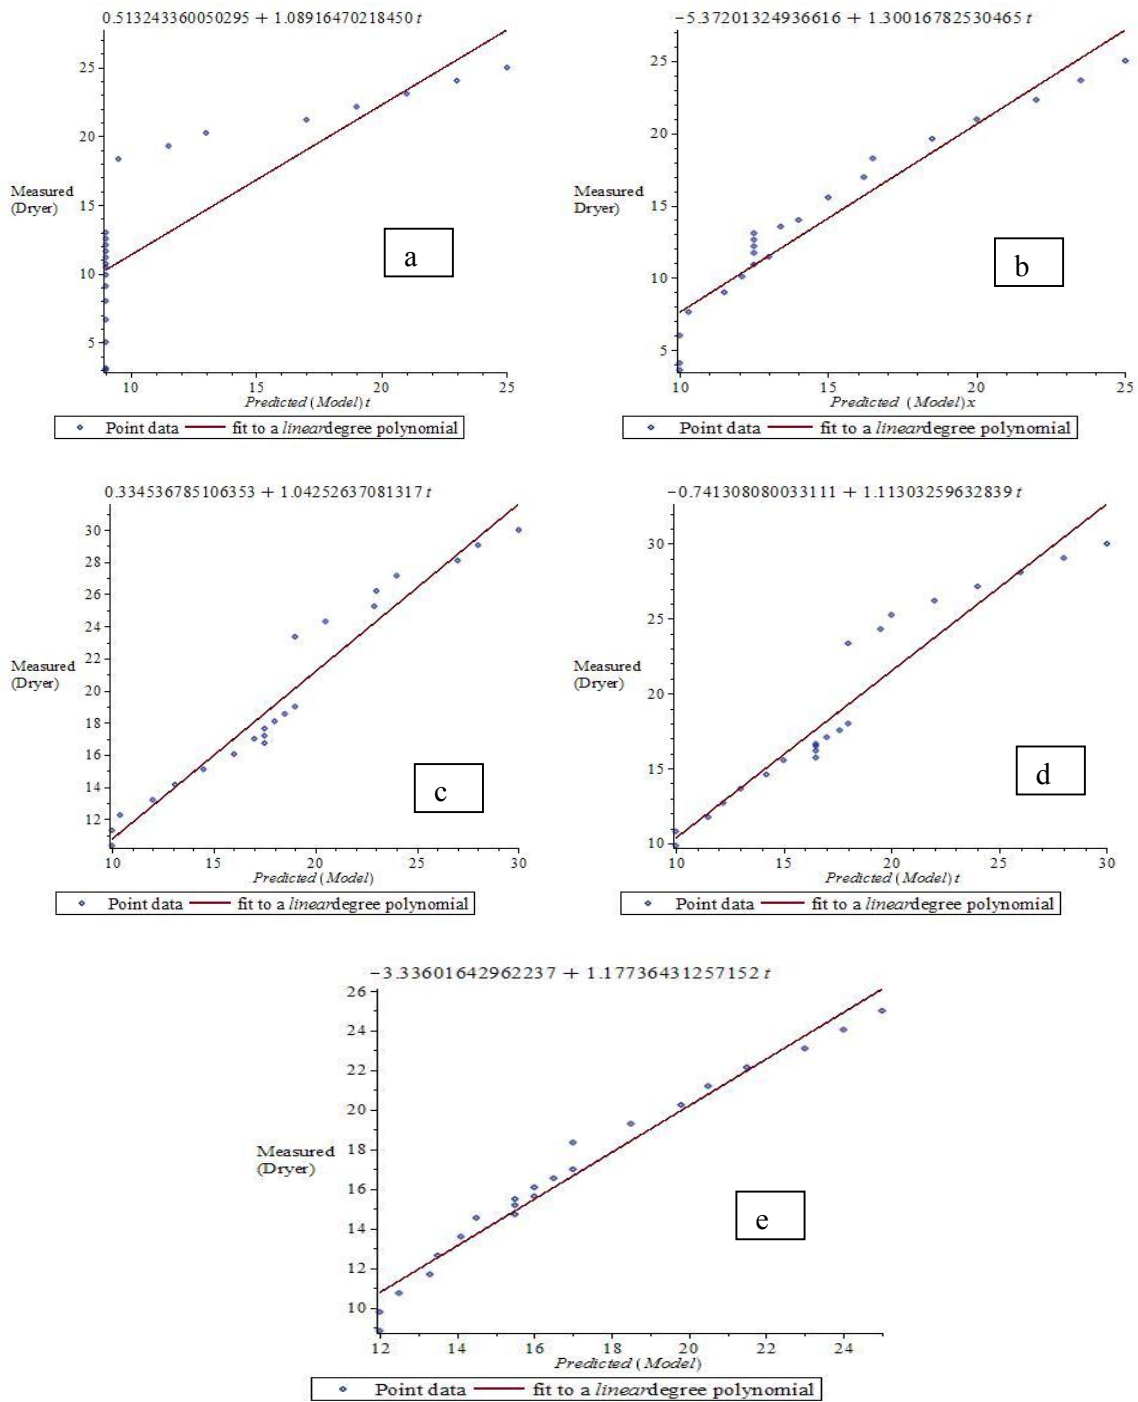 0.513243360050295 + 1.08916470218450 t
25
20
Measured
(Dryer)
15
10
5
a
10 15 20 25
Predicted (Model) t
Point data fit to a lineardegree polynomial
−5.37201324936616 + 1.30016782530465 t
25
20
Measured
Dryer)
15
10
5
b
10 15 20 25
Predicted (Model) x
Point data fit to a lineardegree polynomial
0.334536785106353 + 1.04252637081317 t
30
28
26
24
22
Measured
(Dryer)
20
18
16
14
12
c
10 15 20 25 30
Predicted (Model)
Point data fit to a lineardegree polynomial
−0.741308080033111 + 1.11303259632839 t
30
25
Measured
(Dryer)
20
15
10
d
10 15 20 25 30
Predicted (Model) t
Point data fit to a lineardegree polynomial
−3.33601642962237 + 1.17736431257152 t
26
24
22
20
18
Measured
(Dryer)
16
14
12
10
e
12 14 16 18 20 22 24
Predicted (Model)
Point data fit to a lineardegree polynomial